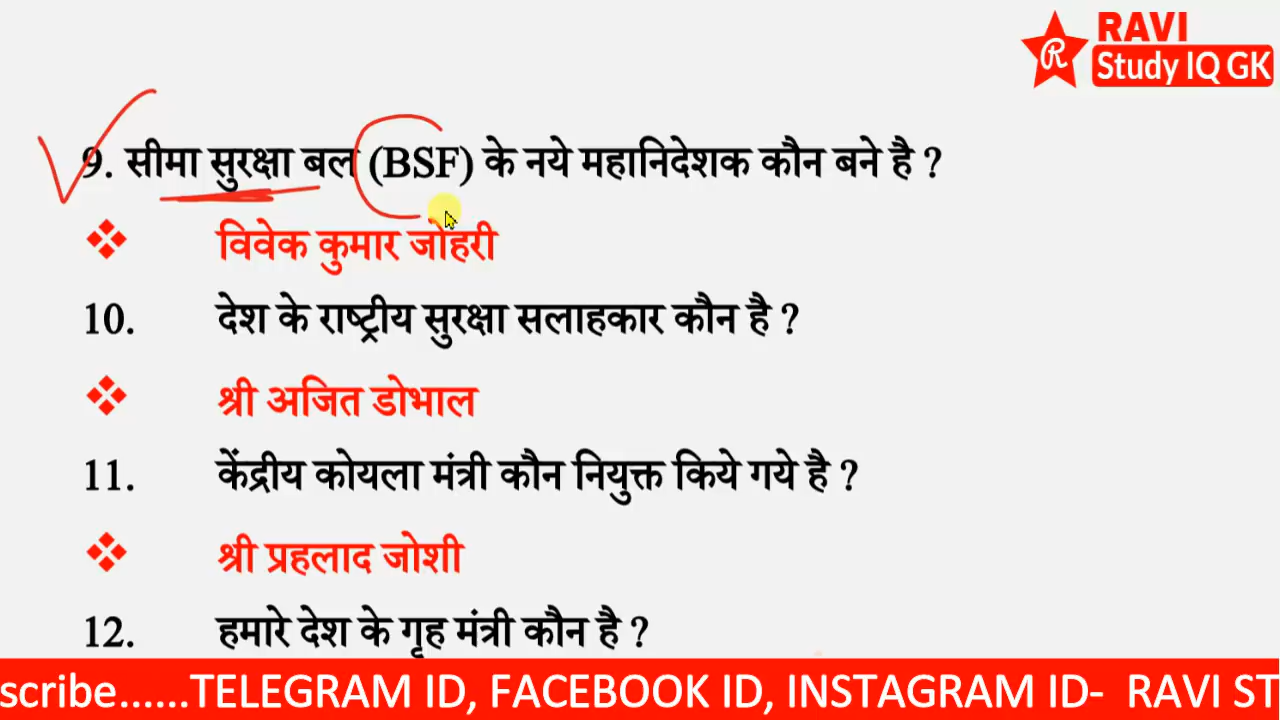 RAVI
Study IQ GK
9. सीमा सुरक्षा बल (BSF) के नये महानिदेशक कौन बने है ?
❖ विवेक कुमार जोहरी
10. देश के राष्ट्रीय सुरक्षा सलाहकार कौन है ?
❖ श्री अजित डोभाल
11. केंद्रीय कोयला मंत्री कौन नियुक्त किये गये है ?
❖ श्री प्रहलाद जोशी
12. हमारे देश के गृह मंत्री कौन है ?
scribe......TELEGRAM ID, FACEBOOK ID, INSTAGRAM ID- RAVI ST